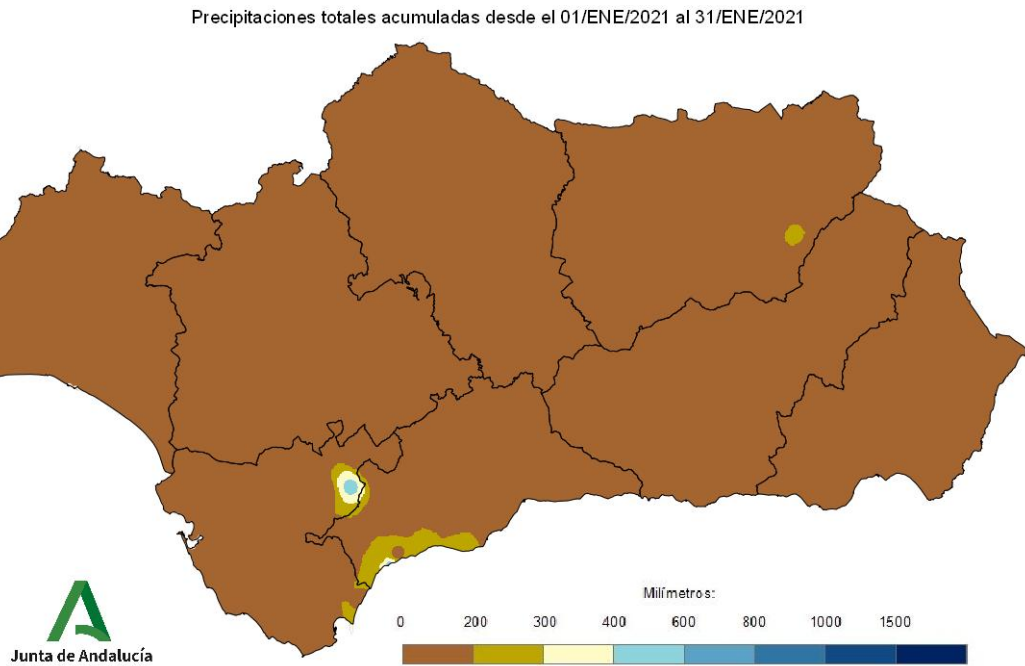 Precipitaciones totales acumuladas desde el 01/ENE/2021 al 31/ENE/2021
Milímetros:
0 200 300 400 600 800 1000 1500
Junta de Andalucía